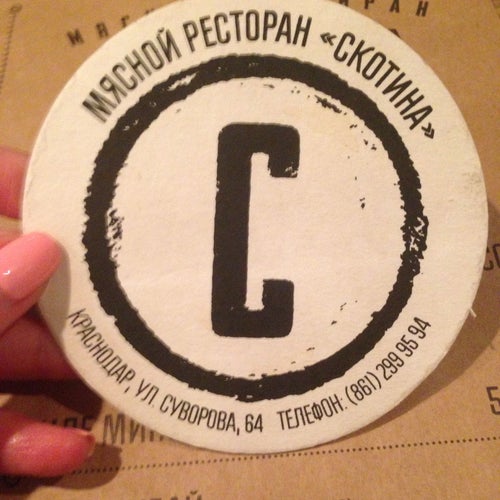 МЯСНОЙ РЕСТОРАН «СКОТИНА»
С
КРАСНОДАР, УЛ. СУВОРОВА, 64 ТЕЛЕФОН: (861) 299 95 94